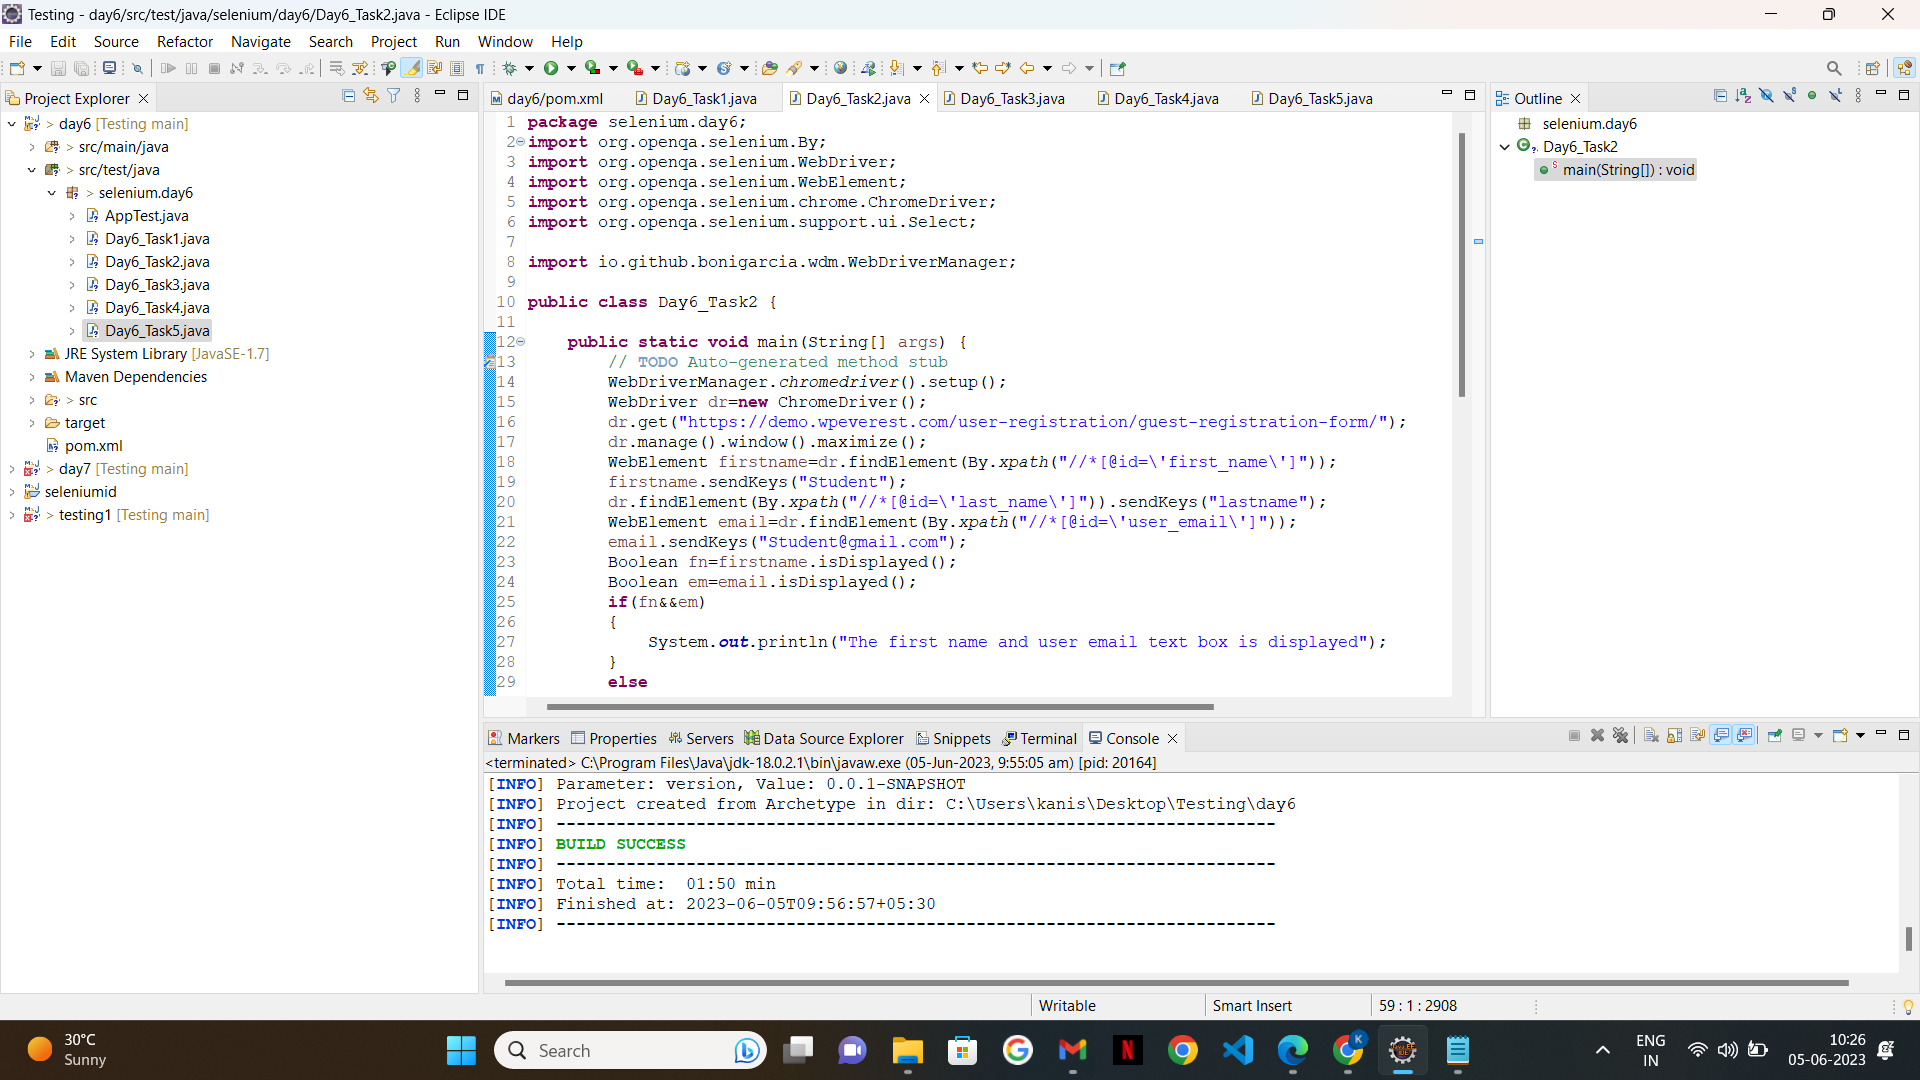 Testing - day6/src/test/java/selenium/day6/Day6_Task2.java - Eclipse IDE
File Edit Source Refactor Navigate Search Project Run Window Help
Project Explorer
> day6 [Testing main]
> src/main/java
> src/test/java
> selenium.day6
AppTest.java
Day6_Task1.java
Day6_Task2.java
Day6_Task3.java
Day6_Task4.java
Day6_Task5.java
JRE System Library [JavaSE-1.7]
Maven Dependencies
> src
target
pom.xml
> day7 [Testing main]
seleniumid
> testing1 [Testing main]
day6/pom.xml Day6_Task1.java Day6_Task2.java Day6_Task3.java Day6_Task4.java Day6_Task5.java
1 package selenium.day6;
2 import org.openqa.selenium.By;
3 import org.openqa.selenium.WebDriver;
4 import org.openqa.selenium.WebElement;
5 import org.openqa.selenium.chrome.ChromeDriver;
6 import org.openqa.selenium.support.ui.Select;
7
8 import io.github.bonigarcia.wdm.WebDriverManager;
9
10 public class Day6_Task2 {
11
12 public static void main(String[] args) {
13 // TODO Auto-generated method stub
14 WebDriverManager.chromedriver().setup();
15 WebDriver dr=new ChromeDriver();
16 dr.get("https://demo.wpeverest.com/user-registration/guest-registration-form/");
17 dr.manage().window().maximize();
18 WebElement firstname=dr.findElement(By.xpath("//*[@id=\'first_name\']"));
19 firstname.sendKeys("Student");
20 dr.findElement(By.xpath("//*[@id=\'last_name\']")).sendKeys("lastname");
21 WebElement email=dr.findElement(By.xpath("//*[@id=\'user_email\']"));
22 email.sendKeys("Student@gmail.com");
23 Boolean fn=firstname.isDisplayed();
24 Boolean em=email.isDisplayed();
25 if(fn&&em)
26 {
27 System.out.println("The first name and user email text box is displayed");
28 }
29 else
Outline
selenium.day6
Day6_Task2
main(String[]) : void
Markers Properties Servers Data Source Explorer Snippets Terminal Console
<terminated> C:\Program Files\Java\jdk-18.0.2.1\bin\javaw.exe (05-Jun-2023, 9:55:05 am) [pid: 20164]
[INFO] Parameter: version, Value: 0.0.1-SNAPSHOT
[INFO] Project created from Archetype in dir: C:\Users\kanis\Desktop\Testing\day6
[INFO] ------------------------------------------------------------------------
[INFO] BUILD SUCCESS
[INFO] ------------------------------------------------------------------------
[INFO] Total time:  01:50 min
[INFO] Finished at: 2023-06-05T09:56:57+05:30
[INFO] ------------------------------------------------------------------------
Writable Smart Insert 59 : 1 : 2908
30°C
Sunny
Search
ENG
IN
10:26
05-06-2023